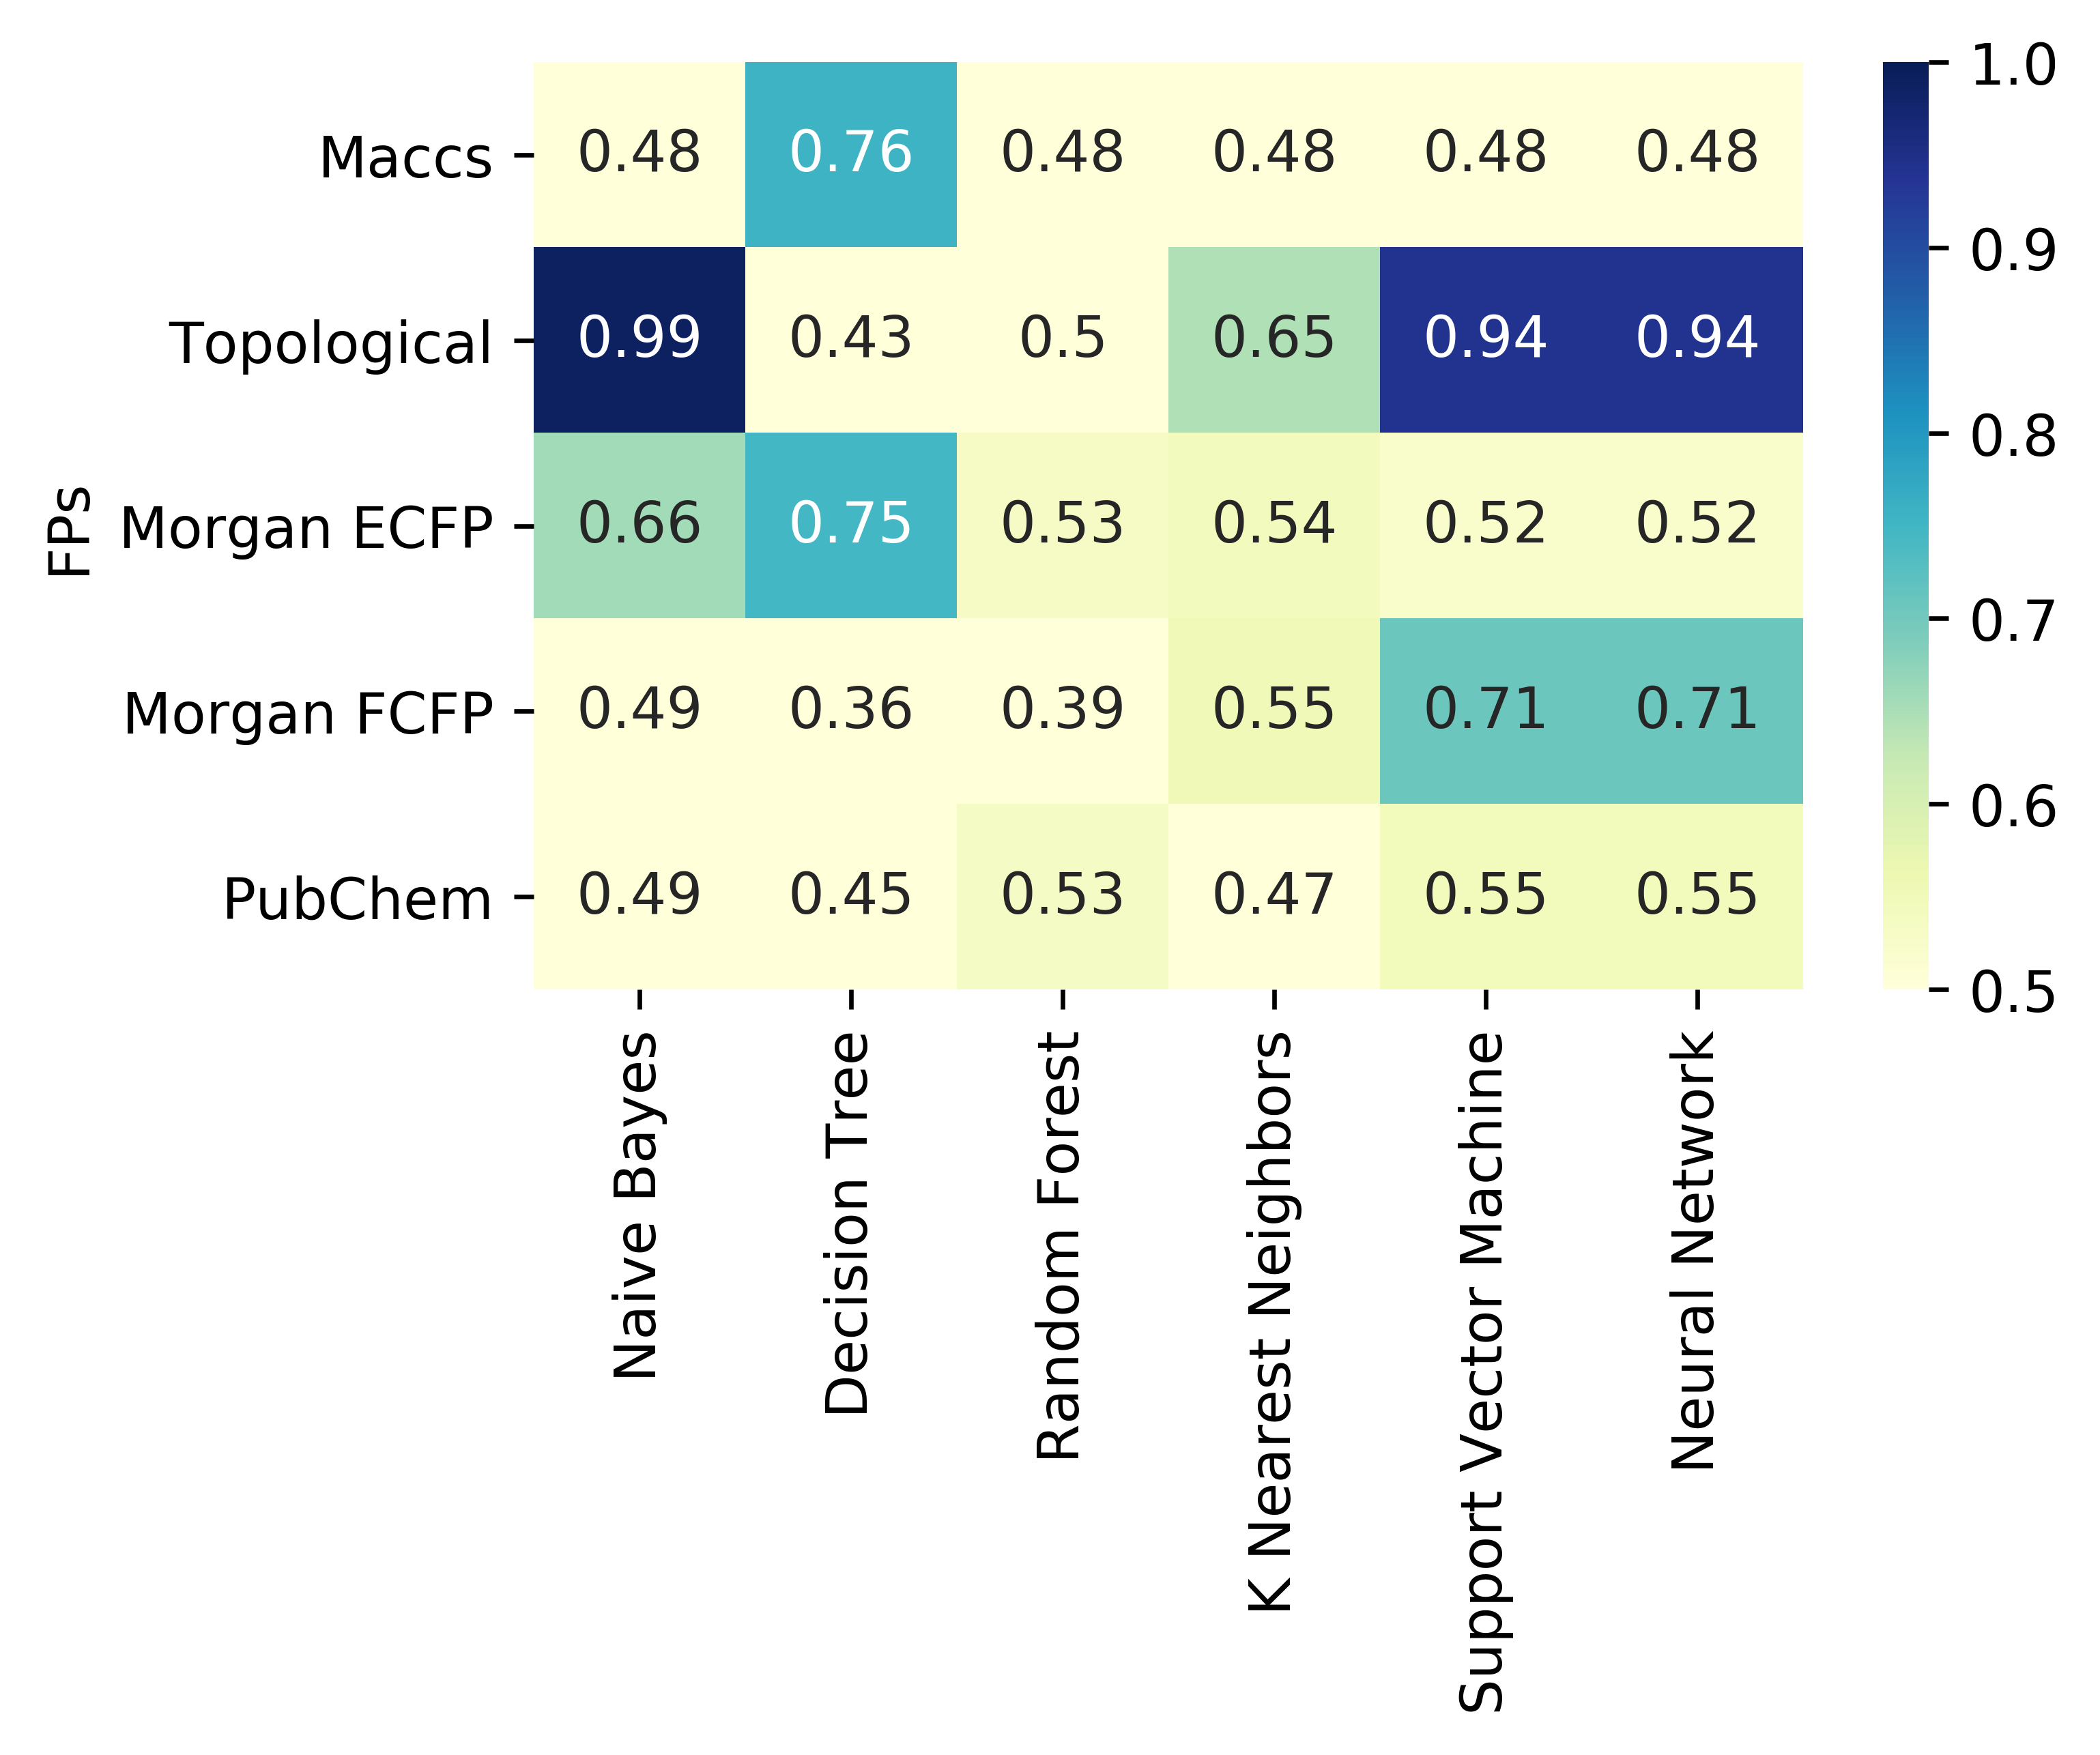 FPs
Maccs 0.48 0.76 0.48 0.48 0.48 0.48
Topological 0.99 0.43 0.5 0.65 0.94 0.94
Morgan ECFP 0.66 0.75 0.53 0.54 0.52 0.52
Morgan FCFP 0.49 0.36 0.39 0.55 0.71 0.71
PubChem 0.49 0.45 0.53 0.47 0.55 0.55
Naive Bayes
Decision Tree
Random Forest
K Nearest Neighbors
Support Vector Machine
Neural Network
1.0
0.9
0.8
0.7
0.6
0.5